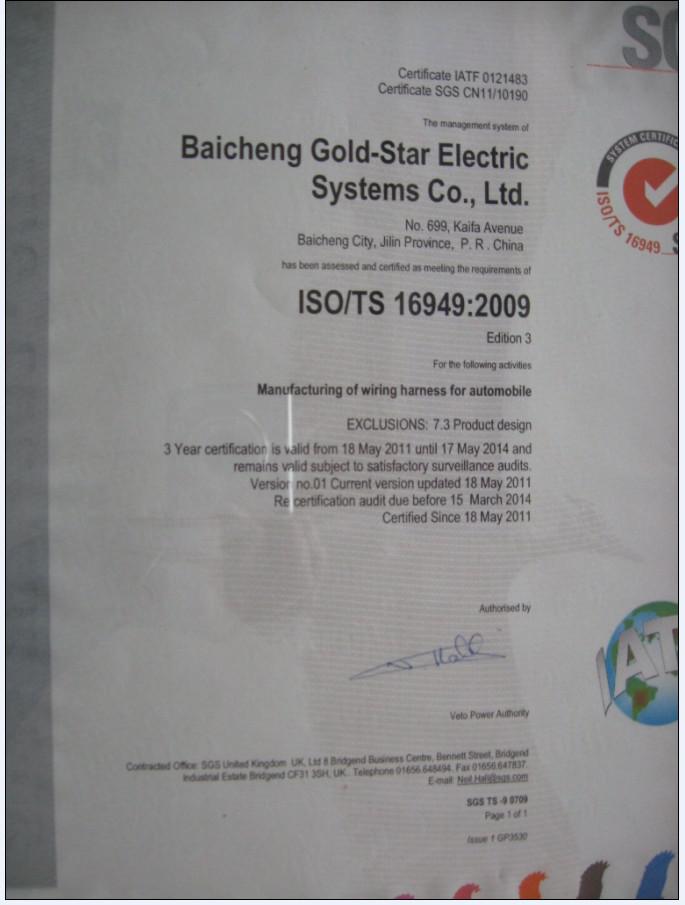 SG
Certificate IATF 0121483
Certificate SGS CN11/10190
The management system of
Baicheng Gold-Star Electric
Systems Co., Ltd.
SYSTEM CERTIFIC
ISO/TS 16949
S
No. 699, Kaifa Avenue
Baicheng City, Jilin Province, P. R . China
has been assessed and certified as meeting the requirements of
ISO/TS 16949:2009
Edition 3
For the following activities
Manufacturing of wiring harness for automobile
EXCLUSIONS: 7.3 Product design
3 Year certification is valid from 18 May 2011 until 17 May 2014 and
remains valid subject to satisfactory surveillance audits.
Version no.01 Current version updated 18 May 2011
Re certification audit due before 15 March 2014
Certified Since 18 May 2011
Authorised by
IAT
Veto Power Authority
Contracted Office: SGS United Kingdom UK, Ltd 8 Bridgend Business Centre, Bennett Street, Bridgend
Industrial Estate Bridgend CF31 3SH, UK.. Telephone 01656.648494. Fax 01656.647837.
E-mail: Neil.Hall@sgs.com
SGS TS -9 0709
Page 1 of 1
Issue 1 GP3530